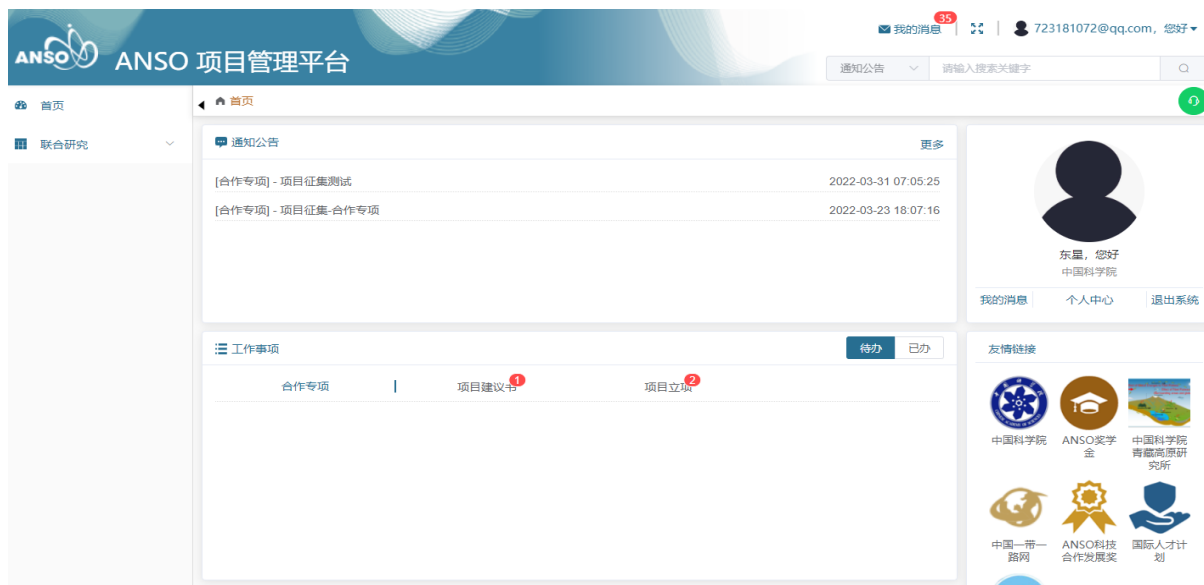 35
我的消息
723181072@qq.com，您好
ANSO
ANSO 项目管理平台
通知公告
请输入搜索关键字
首页
首页
联合研究
通知公告
更多
[合作专项] - 项目征集测试
2022-03-31 07:05:25
[合作专项] - 项目征集-合作专项
2022-03-23 18:07:16
东星，您好
中国科学院
我的消息
个人中心
退出系统
工作事项
待办
已办
合作专项
项目建议书
1
项目立项
2
友情链接
中国科学院
ANSO奖学
金
中国科学院
青藏高原研
究所
中国一带一
路网
ANSO科技
合作发展奖
国际人才计
划